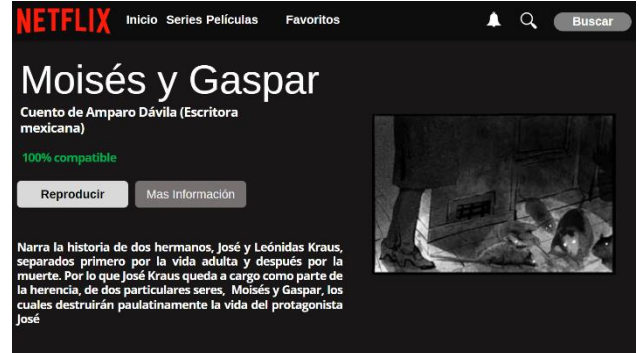 NETFLIX Inicio Series Películas Favoritos Buscar
Moisés y Gaspar
Cuento de Amparo Dávila (Escritora
mexicana)
100% compatible
Reproducir Mas Información
Narra la historia de dos hermanos, José y Leónidas Kraus,
separados primero por la vida adulta y después por la
muerte. Por lo que José Kraus queda a cargo como parte de
la herencia, de dos particulares seres, Moisés y Gaspar, los
cuales destruirán paulatinamente la vida del protagonista
José